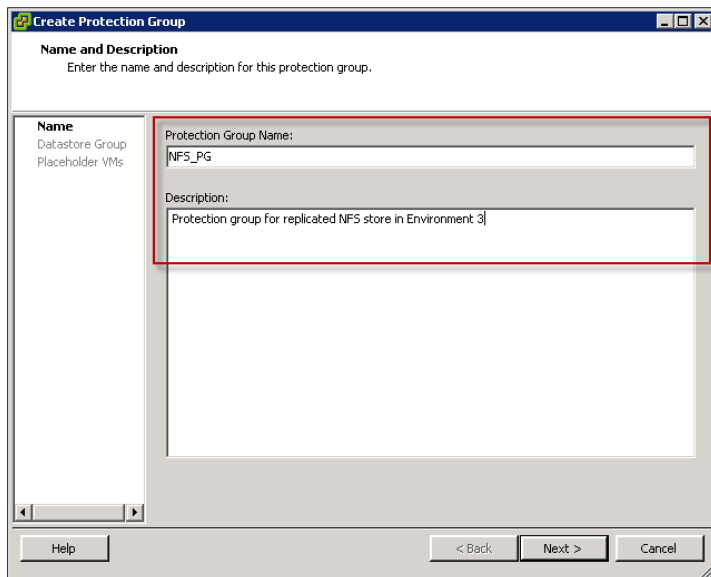 Create Protection Group
Name and Description
Enter the name and description for this protection group.
Name
Datastore Group
Placeholder VMs
Protection Group Name:
NFS_PG
Description:
Protection group for replicated NFS store in Environment 3
Help
< Back
Next >
Cancel